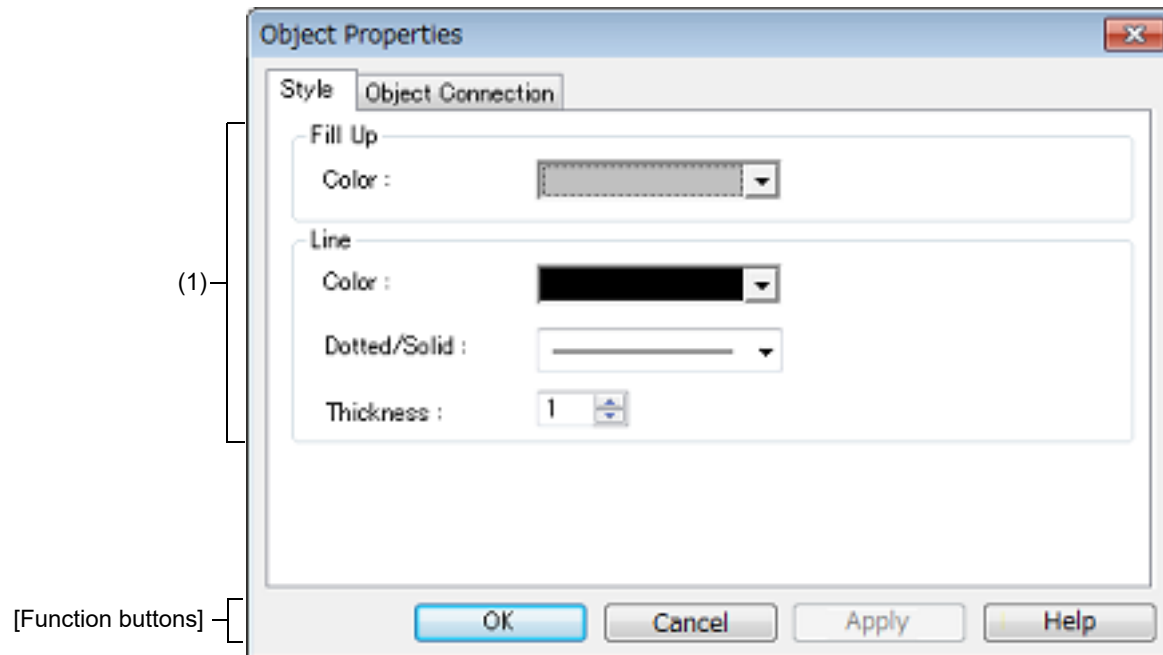 Object Properties
Style Object Connection
Fill Up
Color :
Line
(1)
Color :
Dotted/Solid :
Thickness : 1
[Function buttons]
OK Cancel Apply Help